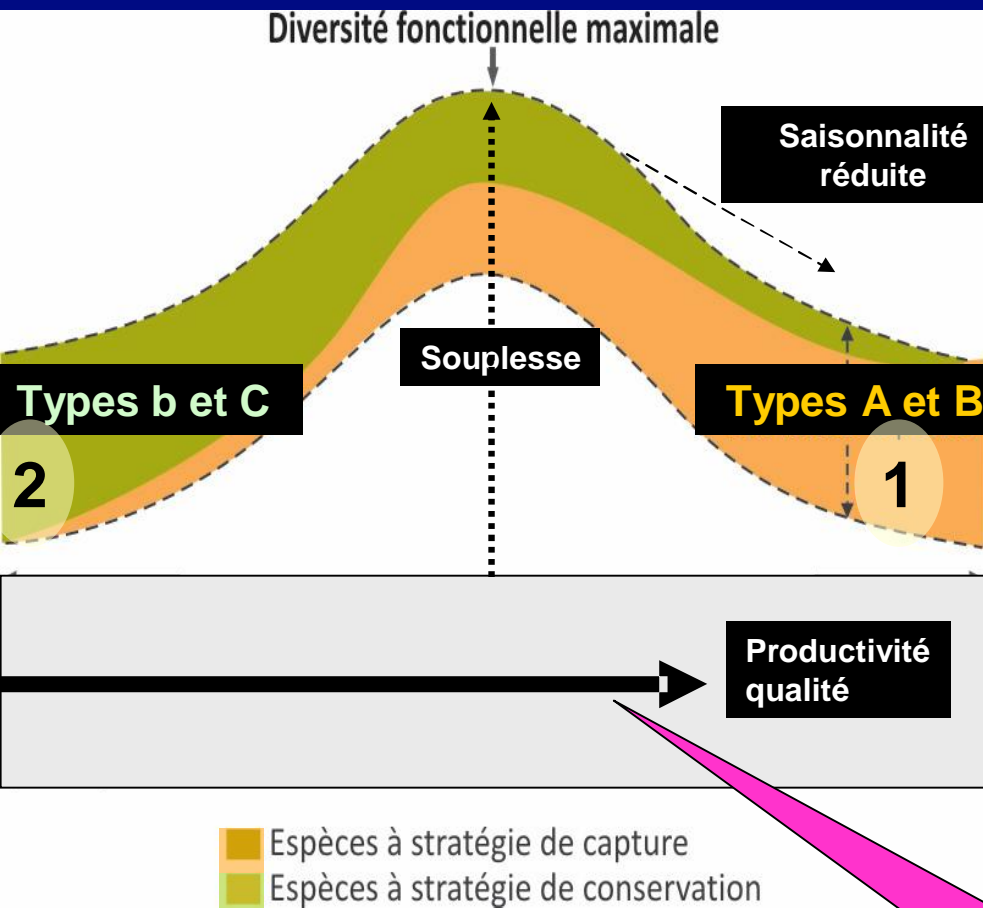 Diversité fonctionnelle maximale
Saisonnalité
réduite
Souplesse
Types b et C
Types A et B
2
1
Productivité
qualité
Espèces à stratégie de capture
Espèces à stratégie de conservation